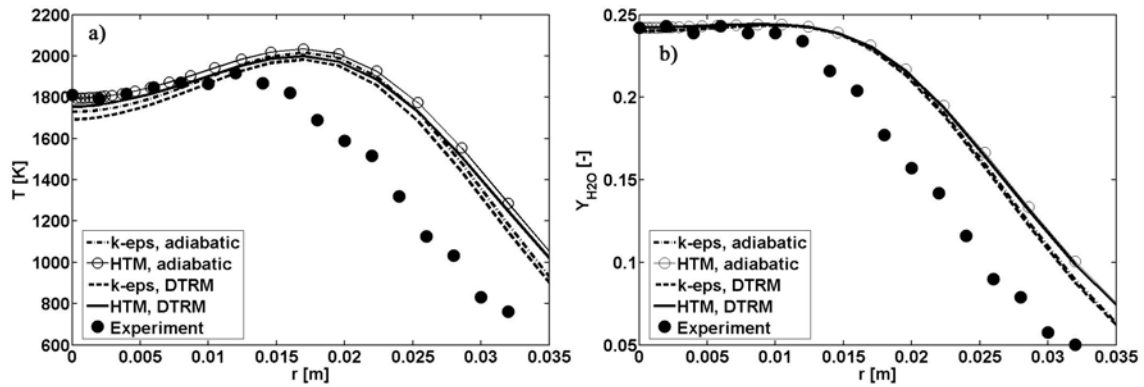 a)
T [K]
2200
2000
1800
1600
1400
1200
1000
800
600
k-eps, adiabatic
HTM, adiabatic
k-eps, DTRM
HTM, DTRM
Experiment
0 0.005 0.01 0.015 0.02 0.025 0.03 0.035
r [m]
b)
Y_H2O [-]
0.25
0.2
0.15
0.1
0.05
k-eps, adiabatic
HTM, adiabatic
k-eps, DTRM
HTM, DTRM
Experiment
0 0.005 0.01 0.015 0.02 0.025 0.03 0.035
r [m]